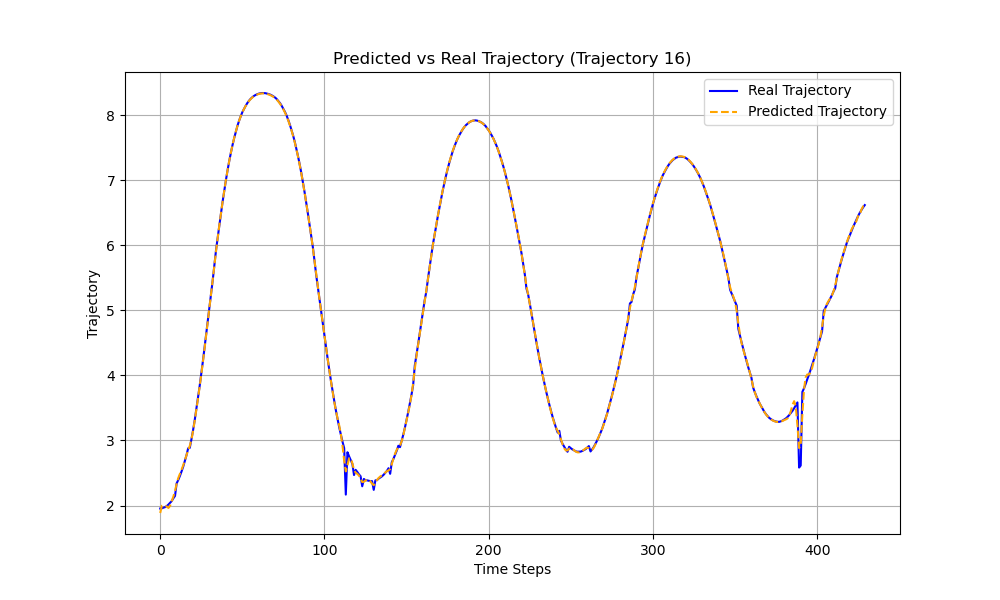 Predicted vs Real Trajectory (Trajectory 16)
Real Trajectory
Predicted Trajectory
Trajectory
8
7
6
5
4
3
2
0 100 200 300 400
Time Steps